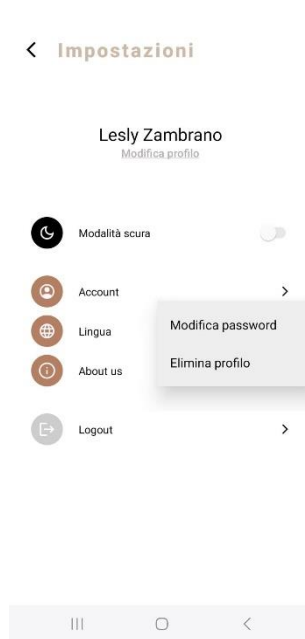 Impostazioni
Lesly Zambrano
Modifica profilo
Modalità scura
Account
Lingua
Modifica password
About us
Elimina profilo
Logout